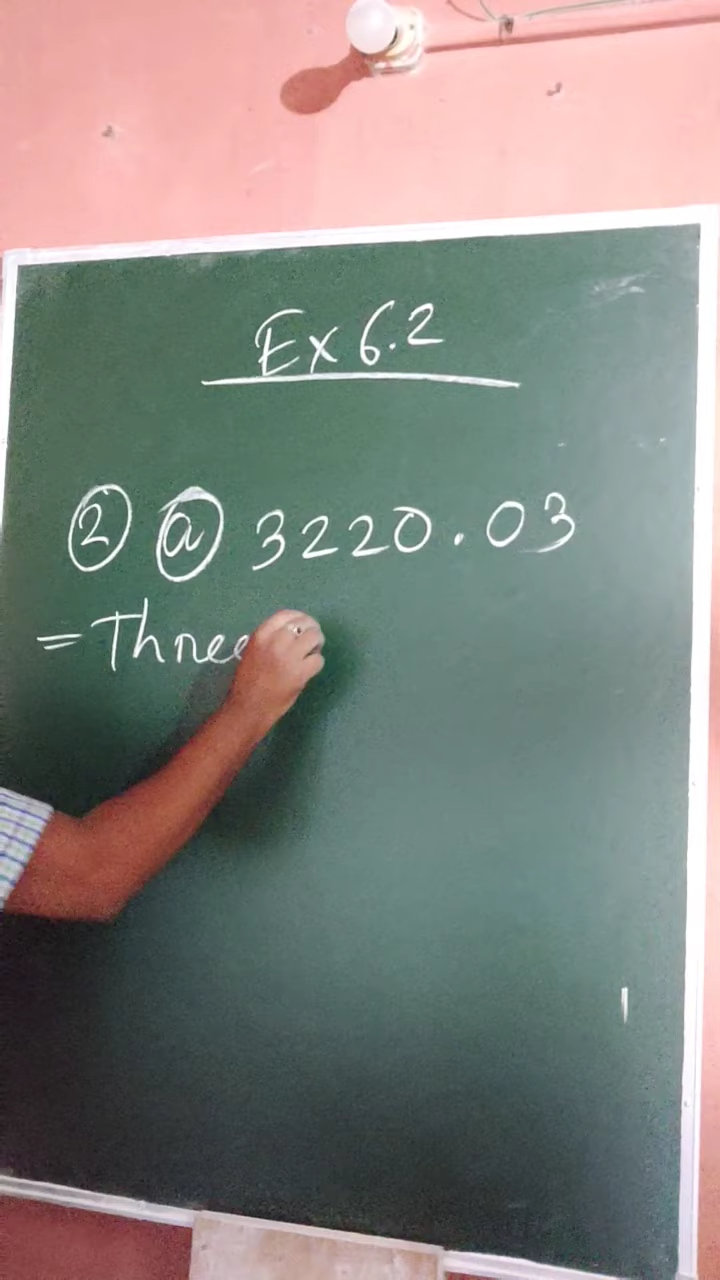 Ex 6.2
② ⓐ 3220.03
= Three